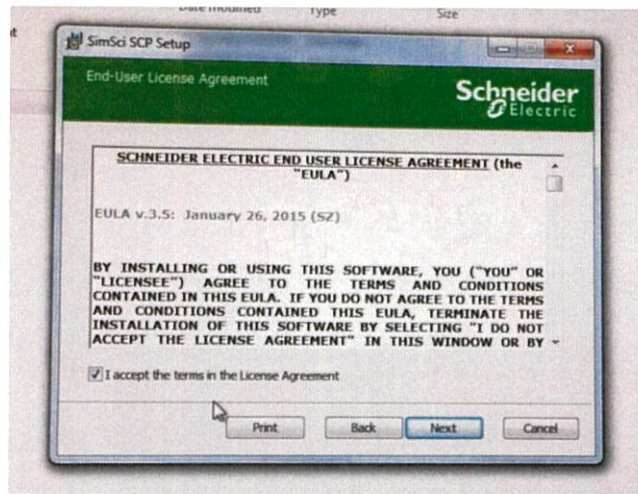 Date modified Type Size
SimSci SCP Setup
End-User License Agreement
Schneider
Electric
SCHNEIDER ELECTRIC END USER LICENSE AGREEMENT (the
"EULA")
EULA v.3.5: January 26, 2015 (SZ)
BY INSTALLING OR USING THIS SOFTWARE, YOU ("YOU" OR
"LICENSEE") AGREE TO THE TERMS AND CONDITIONS
CONTAINED IN THIS EULA. IF YOU DO NOT AGREE TO THE TERMS
AND CONDITIONS CONTAINED THIS EULA, TERMINATE THE
INSTALLATION OF THIS SOFTWARE BY SELECTING "I DO NOT
ACCEPT THE LICENSE AGREEMENT" IN THIS WINDOW OR BY
I accept the terms in the License Agreement
Print Back Next Cancel